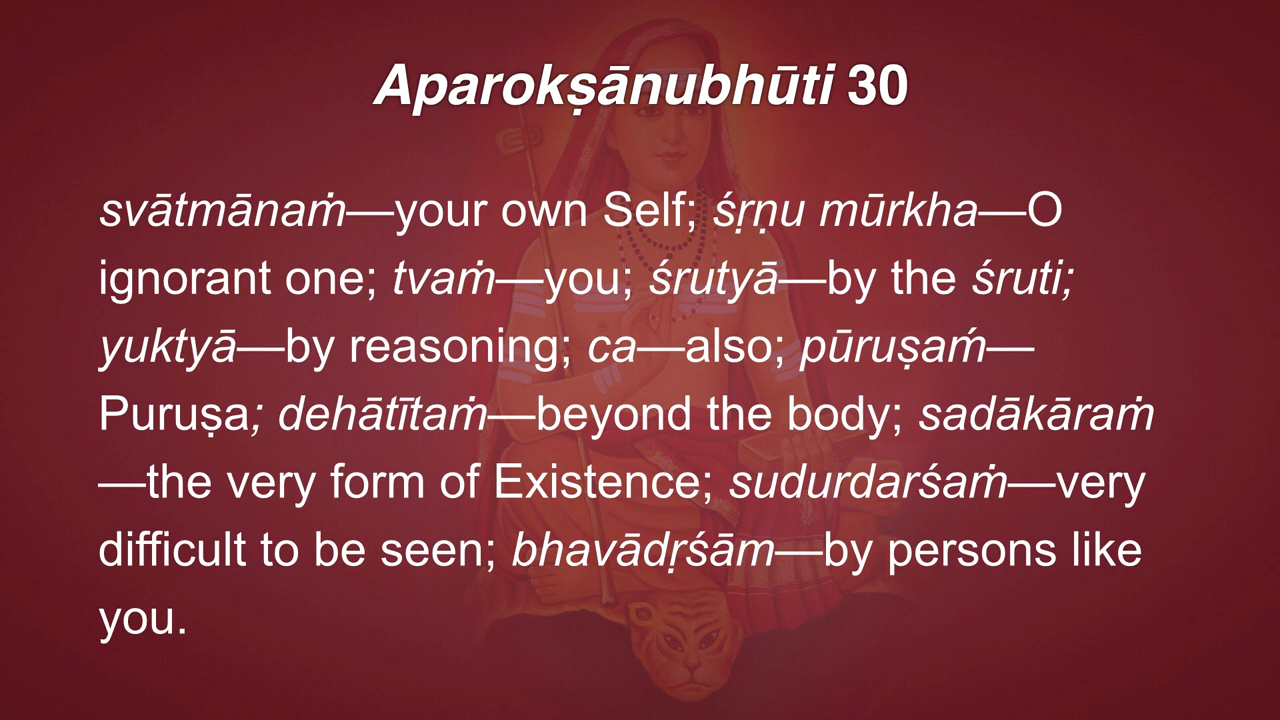 Aparokṣānubhūti 30
svātmānaṁ—your own Self; śṛṇu mūrkha—O
ignorant one; tvaṁ—you; śrutyā—by the śruti;
yuktyā—by reasoning; ca—also; pūruṣaḿ—
Puruṣa; dehātītaṁ—beyond the body; sadākāraṁ
—the very form of Existence; sudurdarśaṁ—very
difficult to be seen; bhavādṛśām—by persons like
you.